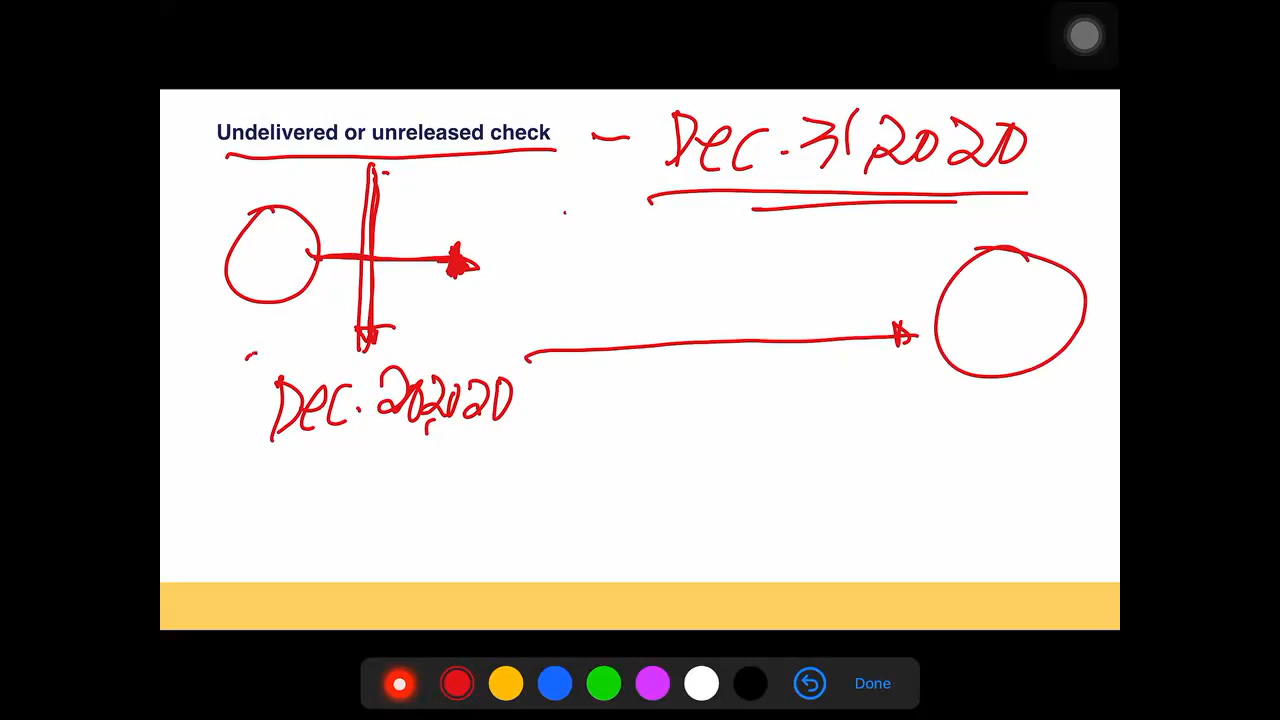 Undelivered or unreleased check – Dec. 31, 2020
Dec. 20, 2020
Done